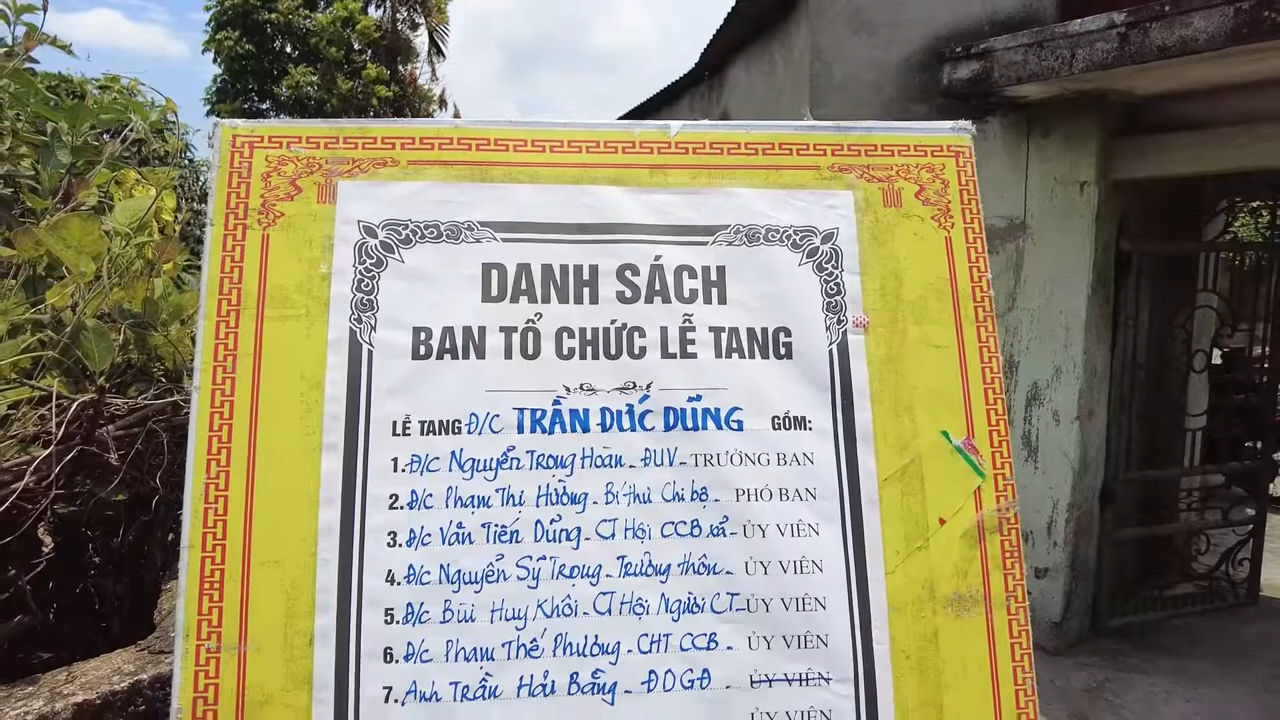 DANH SÁCH
BAN TỔ CHỨC LỄ TANG
LỄ TANG Đ/C TRẦN ĐỨC DŨNG GỒM:
1. Đ/c Nguyễn Trọng Hoàn - ĐUV - TRƯỞNG BAN
2. Đ/c Phạm Thị Hường - Bí thư Chi bộ - PHÓ BAN
3. Đ/c Văn Tiến Dũng - CT Hội CCB xã - ỦY VIÊN
4. Đ/c Nguyễn Sỹ Trọng - Trưởng thôn - ỦY VIÊN
5. Đ/c Bùi Huy Khôi - CT Hội Người CT - ỦY VIÊN
6. Đ/c Phạm Thế Phương - CHT CCB - ỦY VIÊN
7. Anh Trần Hải Bằng - ĐDGĐ - ỦY VIÊN
ỦY VIÊN